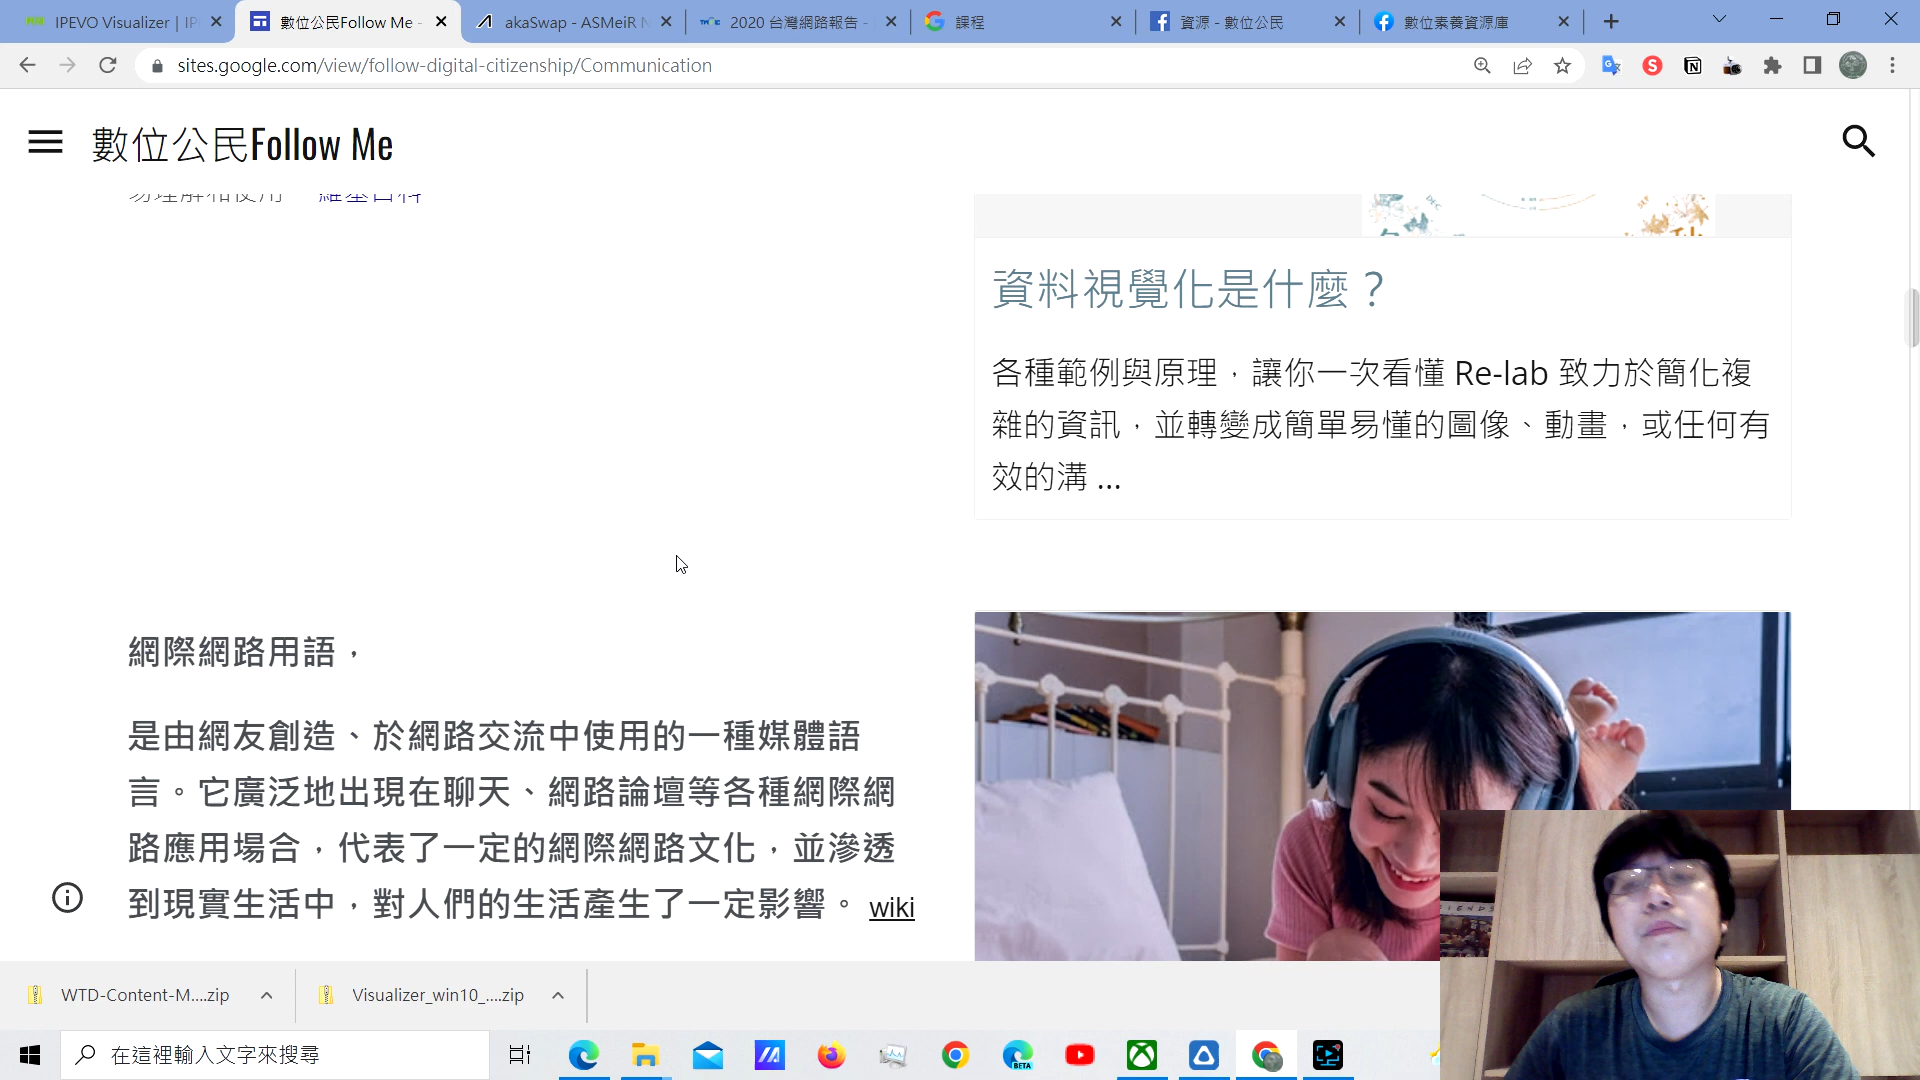 IPEVO Visualizer | IP
數位公民Follow Me -
akaSwap - ASMeiR N
2020 台灣網路報告 -
課程
資源 - 數位公民
數位素養資源庫
sites.google.com/view/follow-digital-citizenship/Communication
數位公民Follow Me
易理解和使用 維基百科
資料視覺化是什麼？
各種範例與原理，讓你一次看懂 Re-lab 致力於簡化複
雜的資訊，並轉變成簡單易懂的圖像、動畫，或任何有
效的溝 ...
網際網路用語，
是由網友創造、於網路交流中使用的一種媒體語
言。它廣泛地出現在聊天、網路論壇等各種網際網
路應用場合，代表了一定的網際網路文化，並滲透
到現實生活中，對人們的生活產生了一定影響。 wiki
WTD-Content-M....zip
Visualizer_win10_....zip
在這裡輸入文字來搜尋
BETA